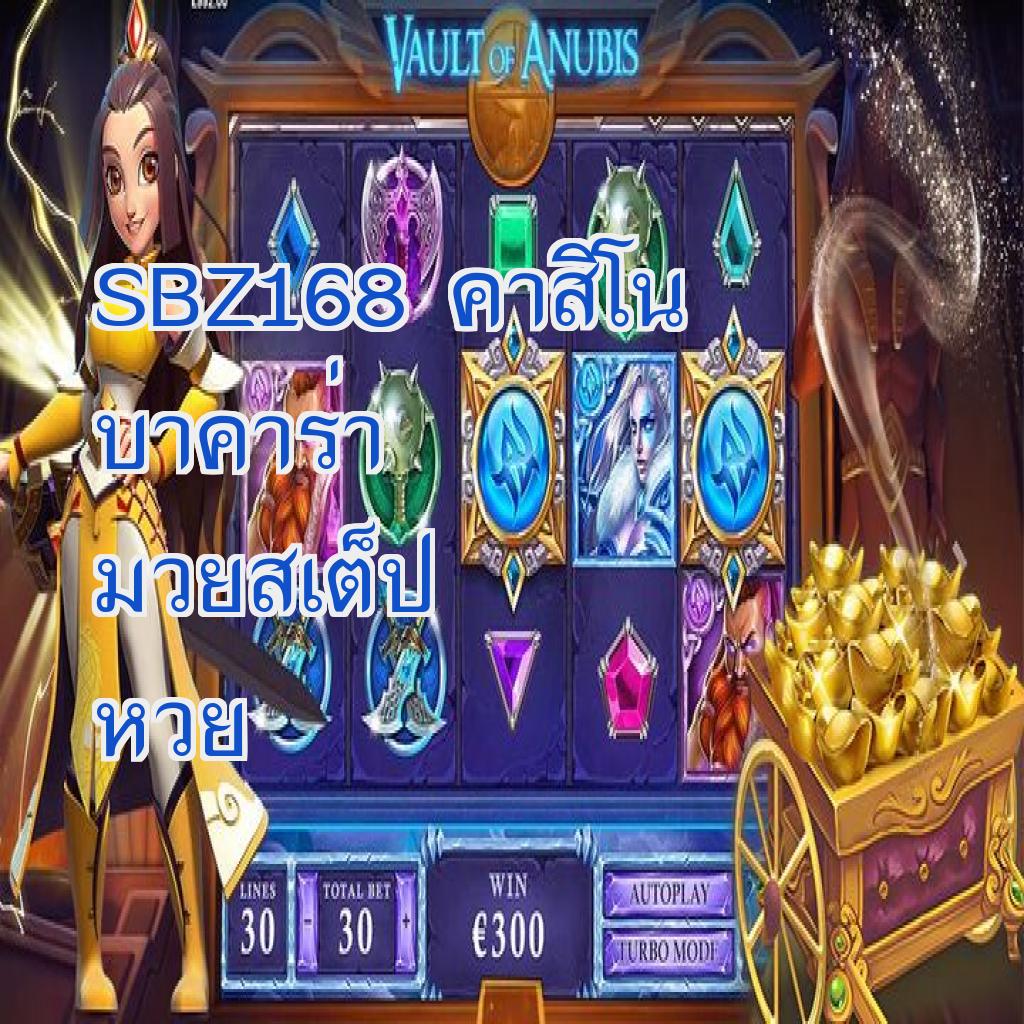 VAULT OF ANUBIS
SBZ168 คาสิโน
บาคาร่า
มวยสเต็ป
หวย
LINES
30
TOTAL BET
- 30 +
WIN
€300
AUTOPLAY
TURBO MODE